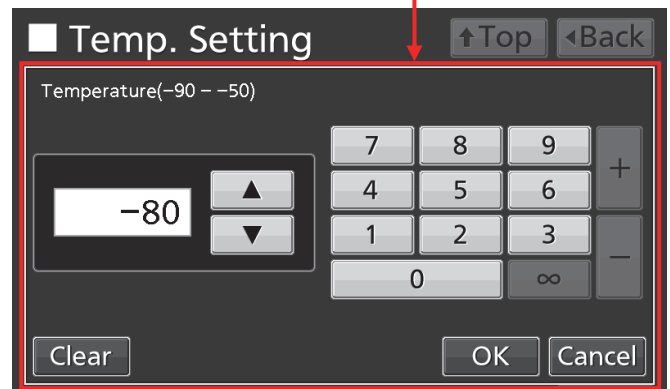 Temp. Setting
Top
Back
Temperature(−90 − −50)
−80
7 8 9 +
4 5 6
1 2 3 −
0 ∞
Clear
OK
Cancel